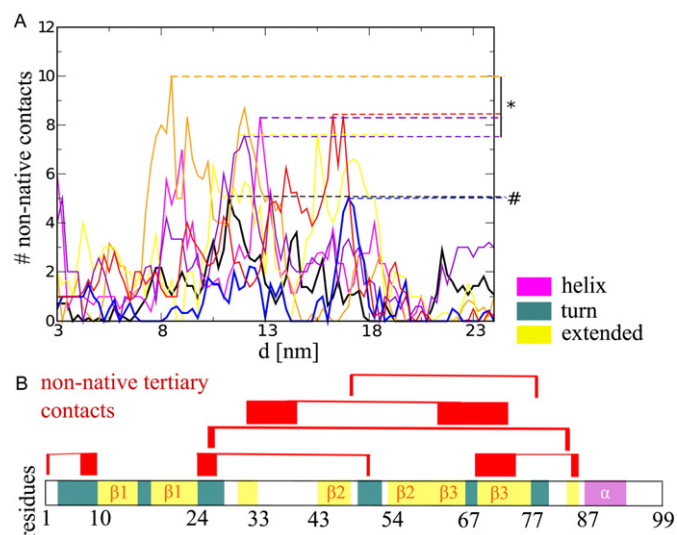 A
12
10
8
6
4
2
0
# non-native contacts
*
#
3
8
13
18
23
d [nm]
helix
turn
extended
B
non-native tertiary
contacts
residues
β1
β1
β2
β2
β3
β3
α
1
10
24
33
43
54
67
77
87
99